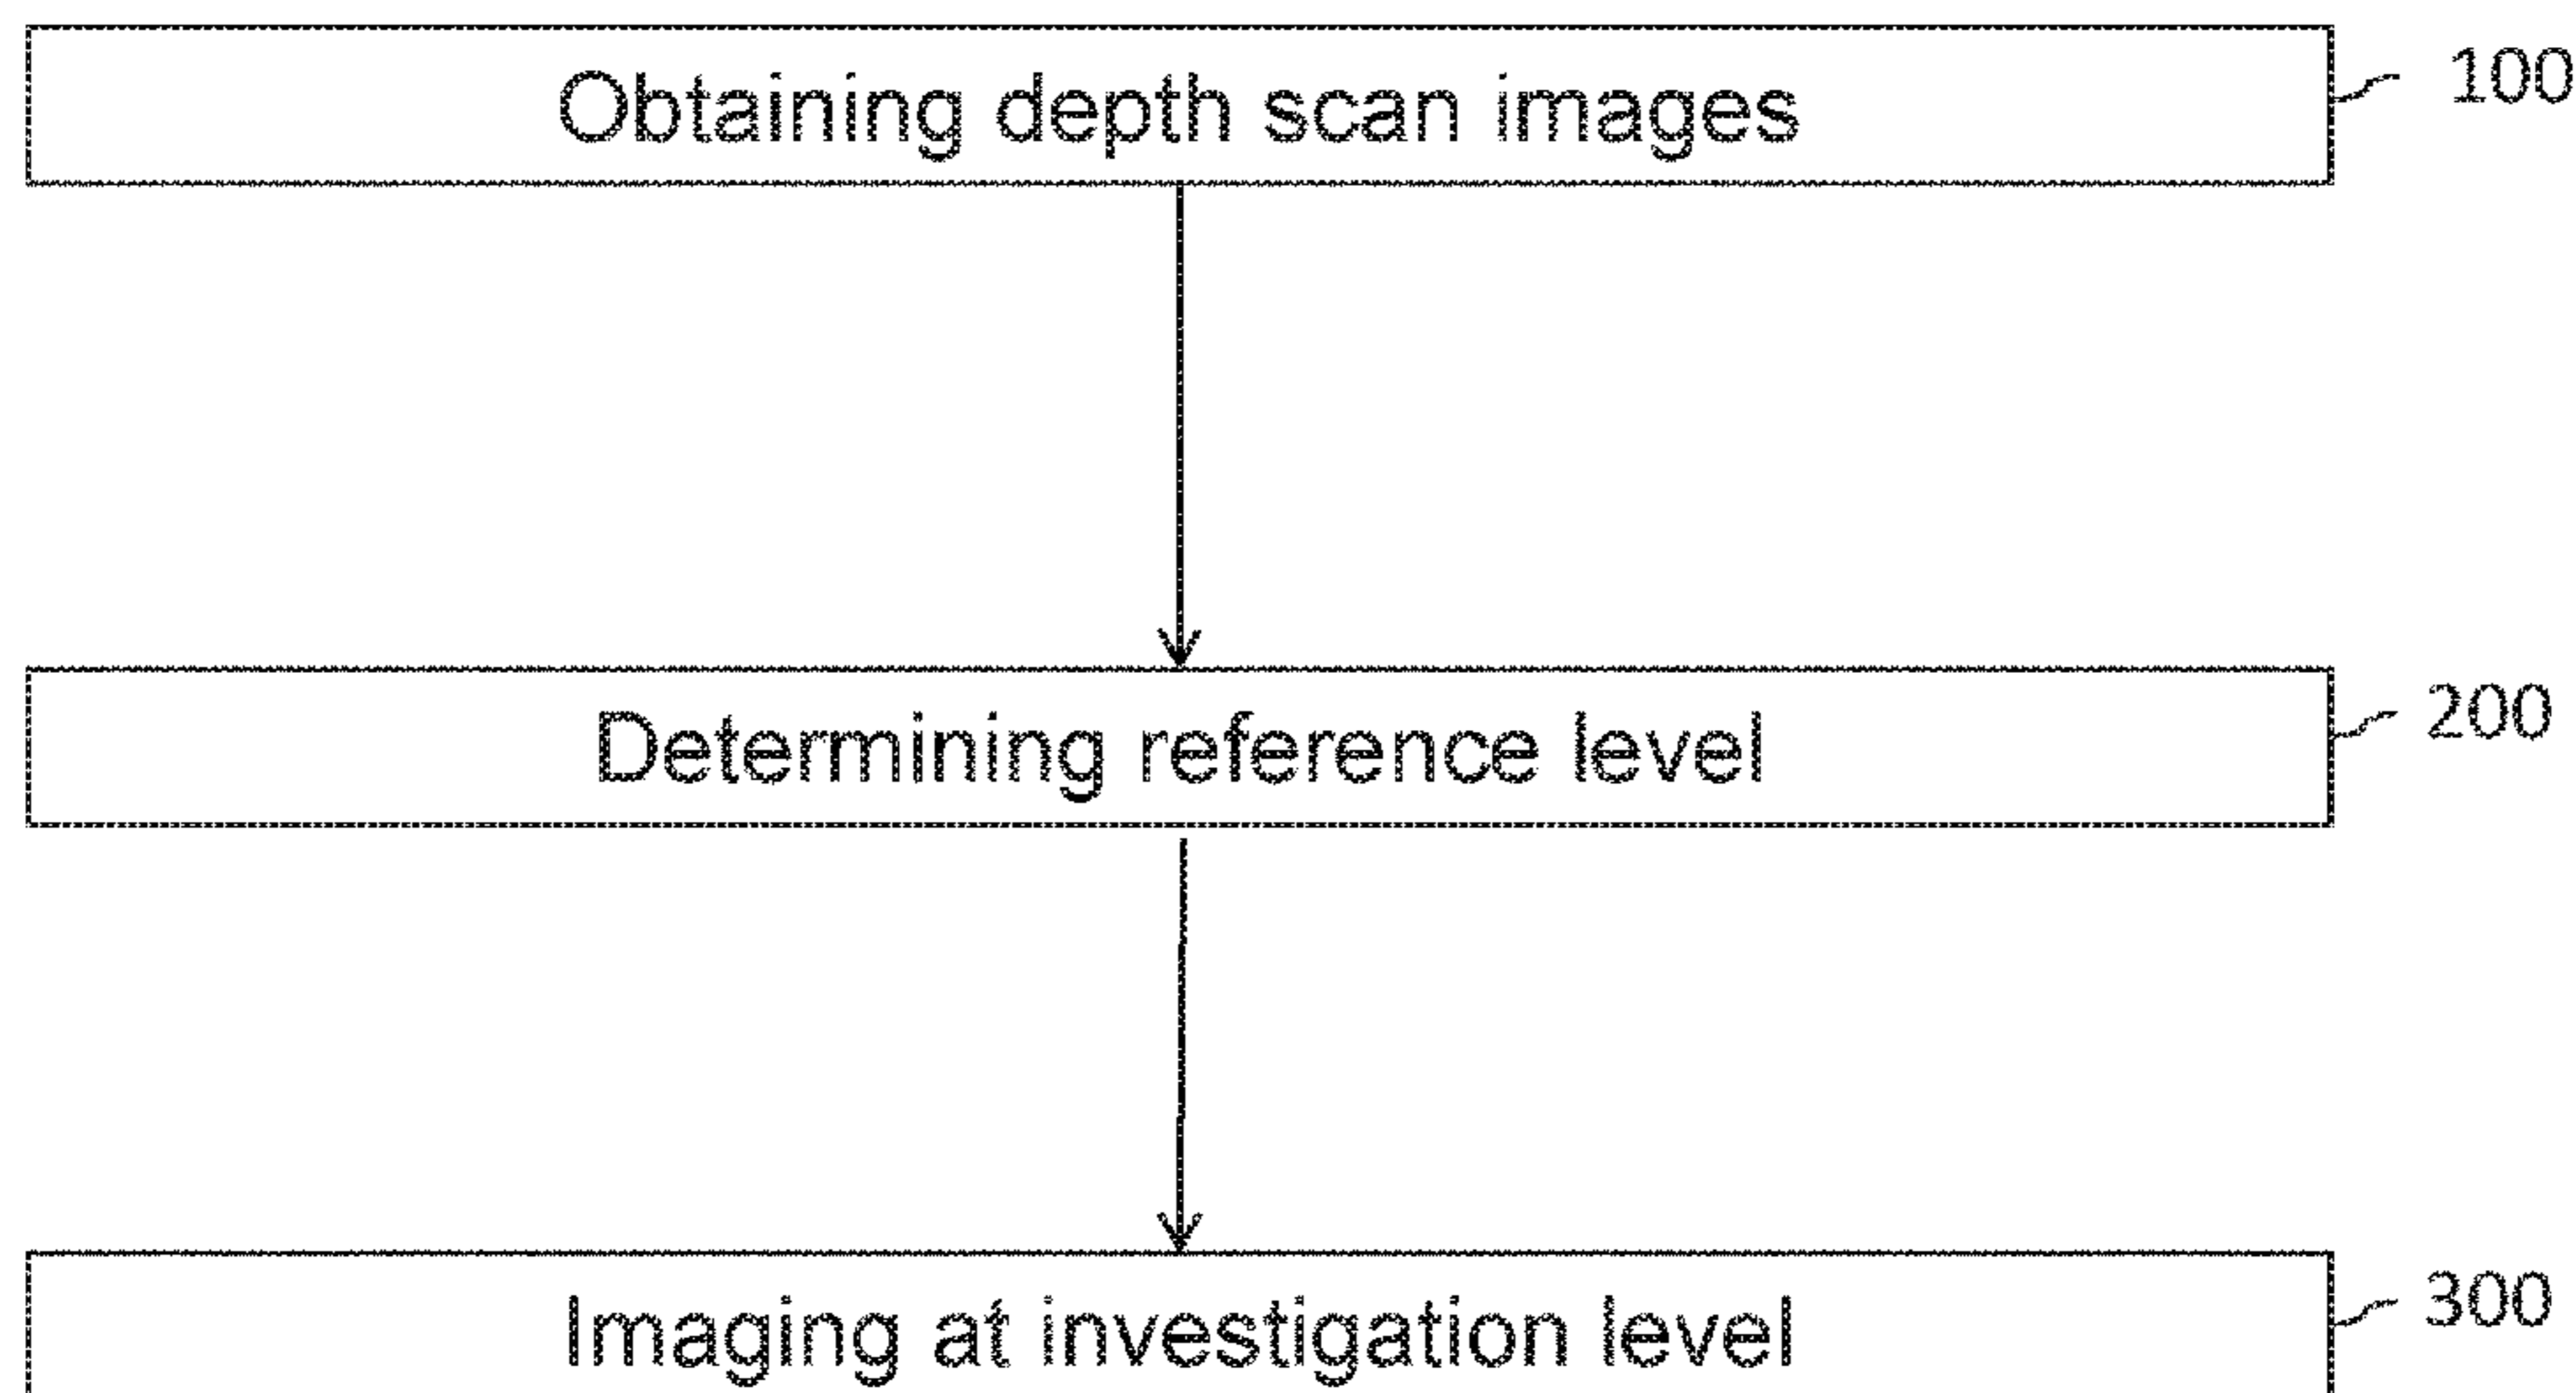 Obtaining depth scan images 100
Determining reference level 200
Imaging at investigation level 300